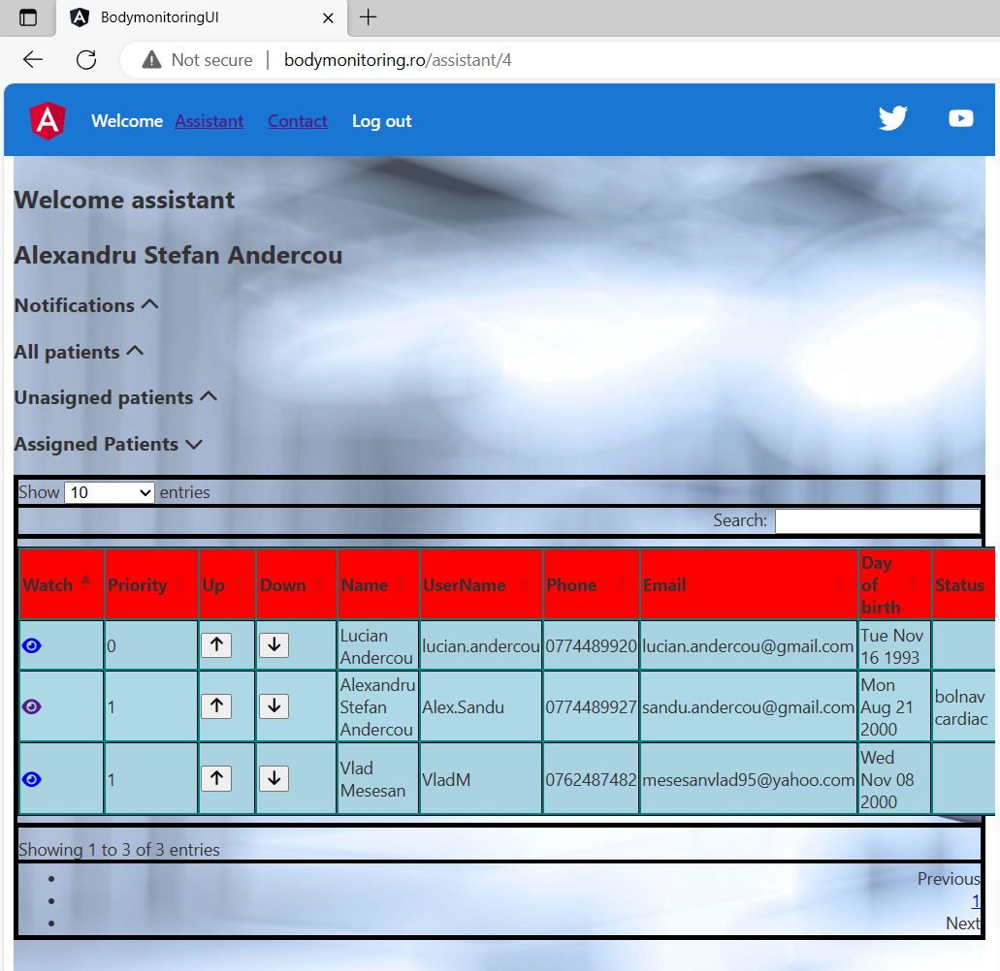 BodymonitoringUI
Not secure bodymonitoring.ro/assistant/4
Welcome Assistant Contact Log out
Welcome assistant
Alexandru Stefan Andercou
Notifications
All patients
Unasigned patients
Assigned Patients
Show 10 entries
Search:
Watch Priority Up Down Name UserName Phone Email Day of birth Status
0 Lucian Andercou lucian.andercou 0774489920 lucian.andercou@gmail.com Tue Nov 16 1993
1 Alexandru Stefan Andercou Alex.Sandu 0774489927 sandu.andercou@gmail.com Mon Aug 21 2000 bolnav cardiac
1 Vlad Mesesan VladM 0762487482 mesesanvlad95@yahoo.com Wed Nov 08 2000
Showing 1 to 3 of 3 entries
Previous
1
Next